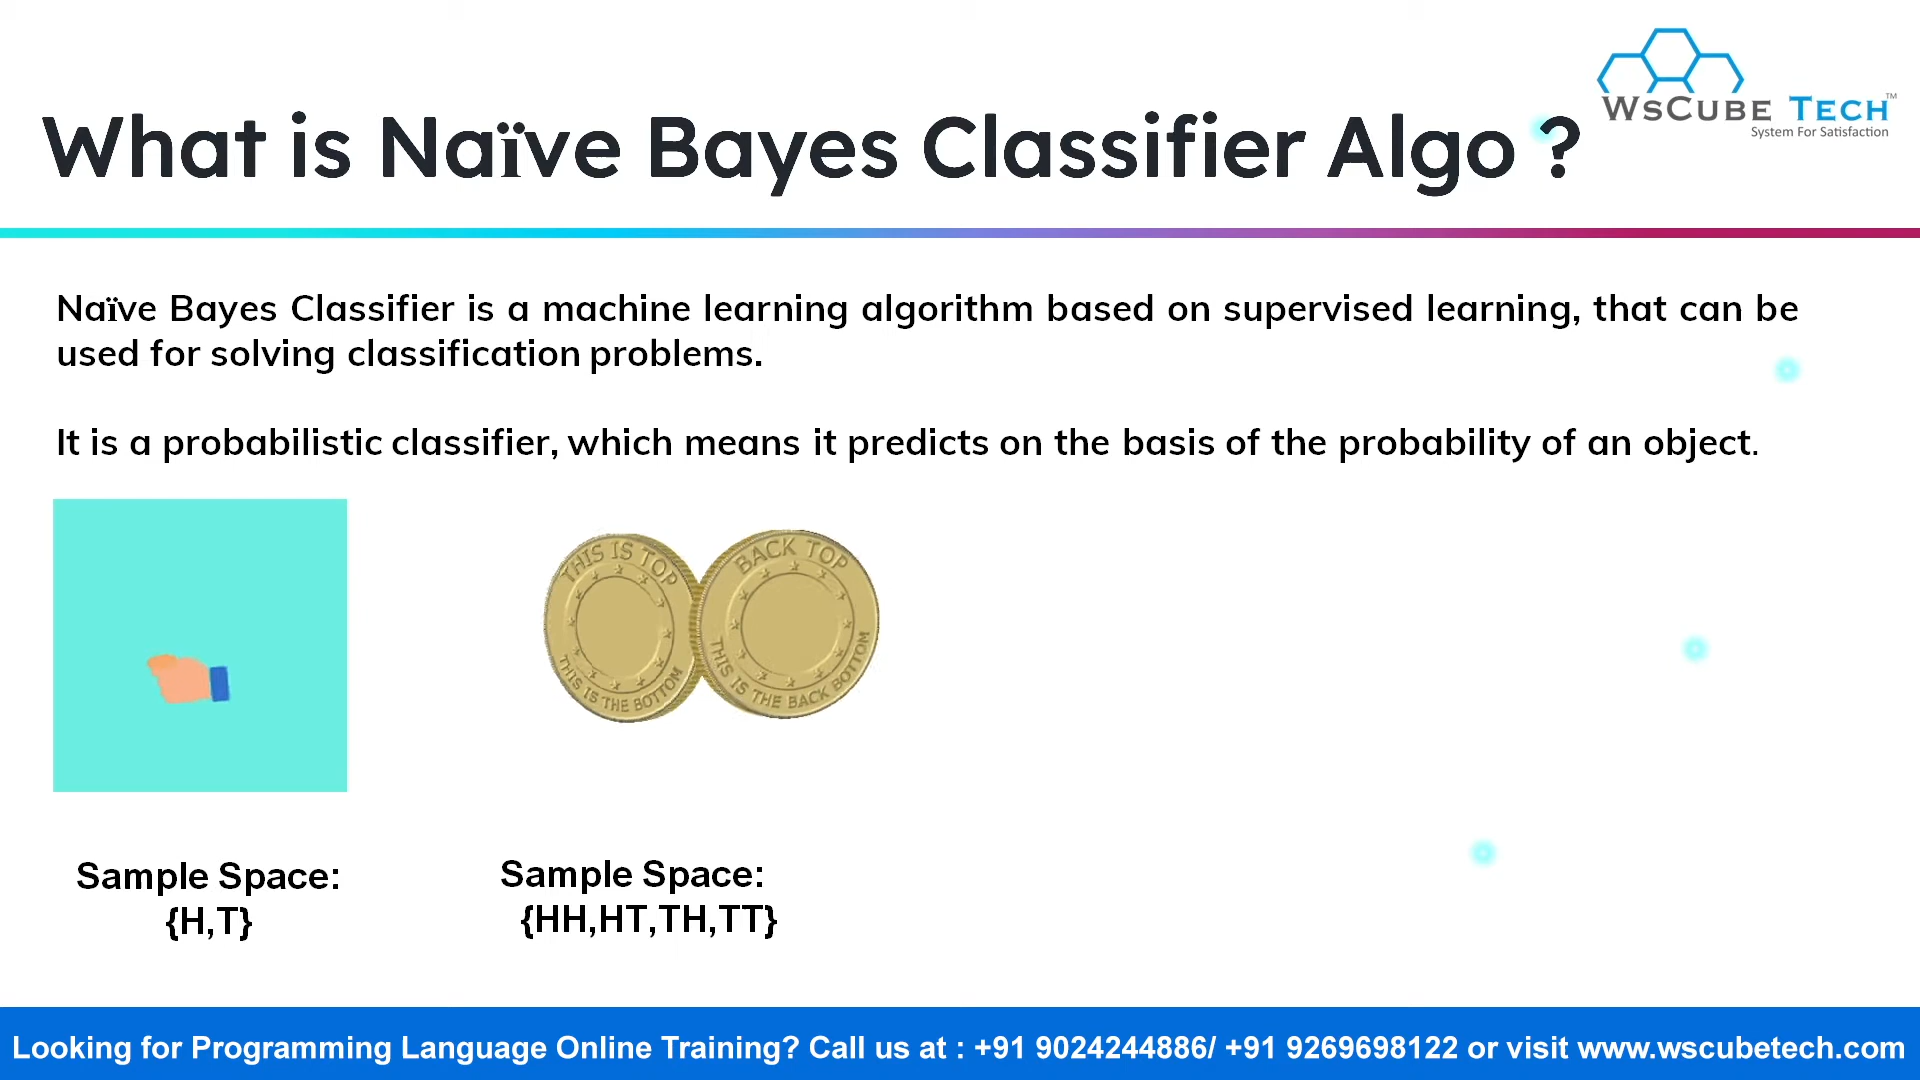 WsCube Tech™
System For Satisfaction
What is Naïve Bayes Classifier Algo ?
Naïve Bayes Classifier is a machine learning algorithm based on supervised learning, that can be
used for solving classification problems.
It is a probabilistic classifier, which means it predicts on the basis of the probability of an object.
THIS IS TOP
THIS IS THE BOTTOM
BACK TOP
THIS IS THE BACK BOTTOM
Sample Space:
{H,T}
Sample Space:
{HH,HT,TH,TT}
Looking for Programming Language Online Training? Call us at : +91 9024244886/ +91 9269698122 or visit www.wscubetech.com